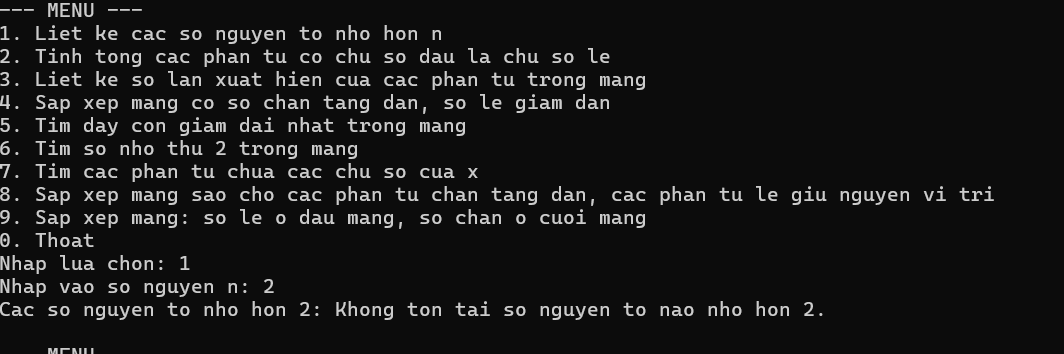 --- MENU ---
1. Liet ke cac so nguyen to nho hon n
2. Tinh tong cac phan tu co chu so dau la chu so le
3. Liet ke so lan xuat hien cua cac phan tu trong mang
4. Sap xep mang co so chan tang dan, so le giam dan
5. Tim day con giam dai nhat trong mang
6. Tim so nho thu 2 trong mang
7. Tim cac phan tu chua cac chu so cua x
8. Sap xep mang sao cho cac phan tu chan tang dan, cac phan tu le giu nguyen vi tri
9. Sap xep mang: so le o dau mang, so chan o cuoi mang
0. Thoat
Nhap lua chon: 1
Nhap vao so nguyen n: 2
Cac so nguyen to nho hon 2: Khong ton tai so nguyen to nao nho hon 2.
MENU